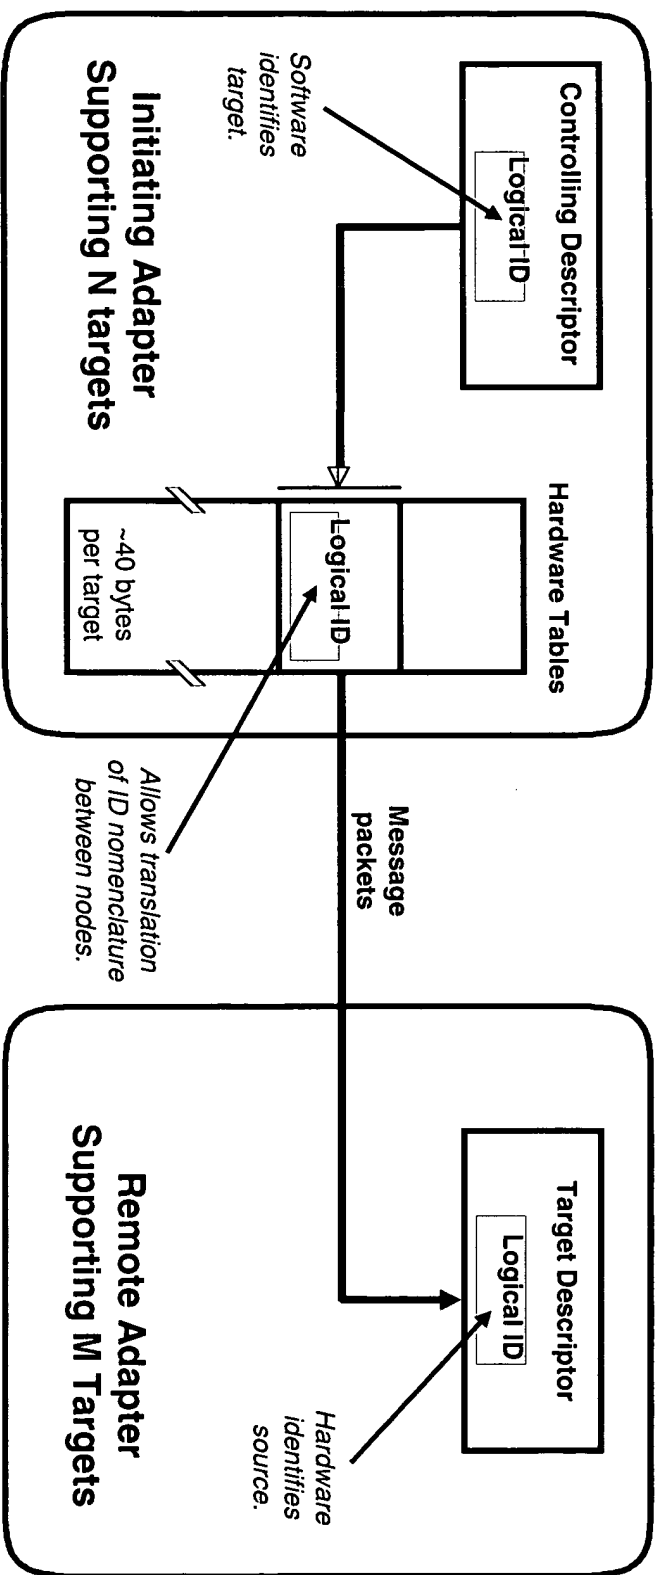 Controlling Descriptor
Logical ID
Software
identifies
target.
Initiating Adapter
Supporting N targets
Hardware Tables
Logical ID
~40 bytes
per target
Message
packets
Allows translation
of ID nomenclature
between nodes.
Target Descriptor
Logical ID
Hardware
identifies
source.
Remote Adapter
Supporting M Targets